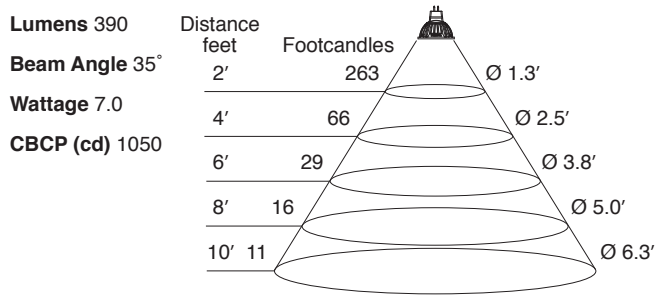 Lumens 390
Beam Angle 35°
Wattage 7.0
CBCP (cd) 1050
Distance
feet
Footcandles
2′ 263 Ø 1.3′
4′ 66 Ø 2.5′
6′ 29 Ø 3.8′
8′ 16 Ø 5.0′
10′ 11 Ø 6.3′